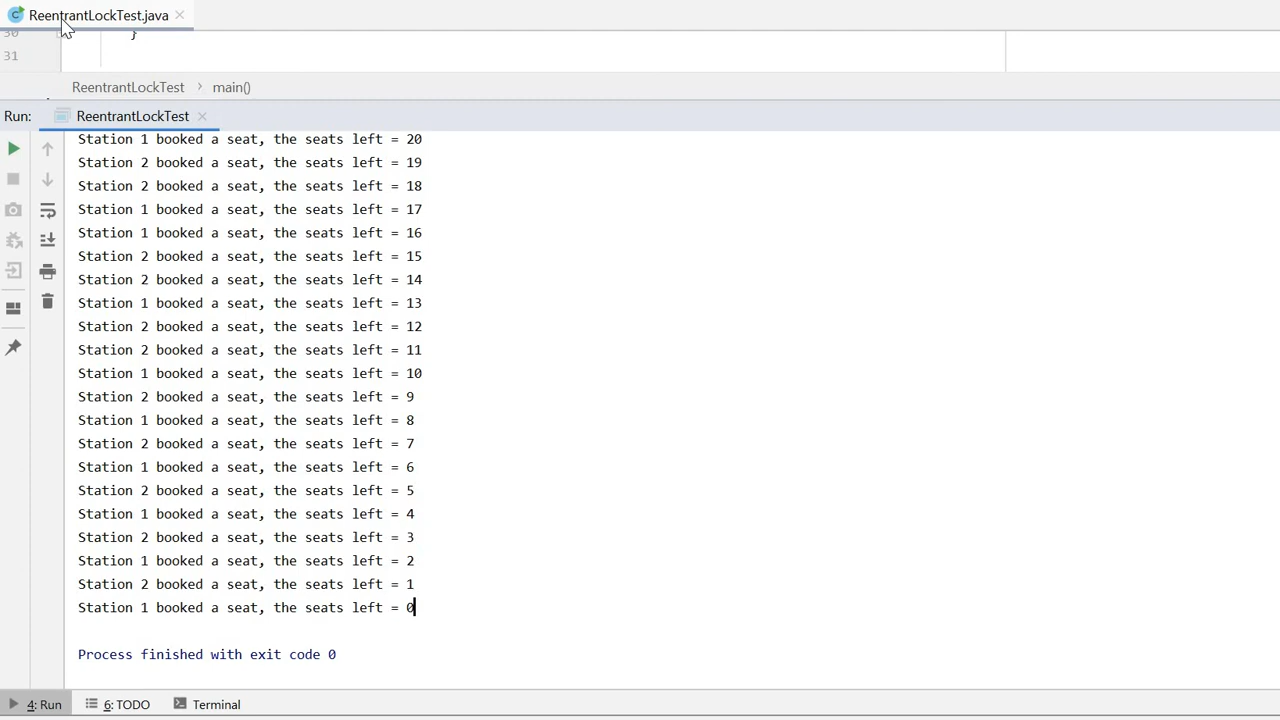 ReentrantLockTest.java
30 }
31
ReentrantLockTest > main()
Run: ReentrantLockTest
Station 1 booked a seat, the seats left = 20
Station 2 booked a seat, the seats left = 19
Station 2 booked a seat, the seats left = 18
Station 1 booked a seat, the seats left = 17
Station 1 booked a seat, the seats left = 16
Station 2 booked a seat, the seats left = 15
Station 2 booked a seat, the seats left = 14
Station 1 booked a seat, the seats left = 13
Station 2 booked a seat, the seats left = 12
Station 2 booked a seat, the seats left = 11
Station 1 booked a seat, the seats left = 10
Station 2 booked a seat, the seats left = 9
Station 1 booked a seat, the seats left = 8
Station 2 booked a seat, the seats left = 7
Station 1 booked a seat, the seats left = 6
Station 2 booked a seat, the seats left = 5
Station 1 booked a seat, the seats left = 4
Station 2 booked a seat, the seats left = 3
Station 1 booked a seat, the seats left = 2
Station 2 booked a seat, the seats left = 1
Station 1 booked a seat, the seats left = 0
Process finished with exit code 0
4: Run 6: TODO Terminal